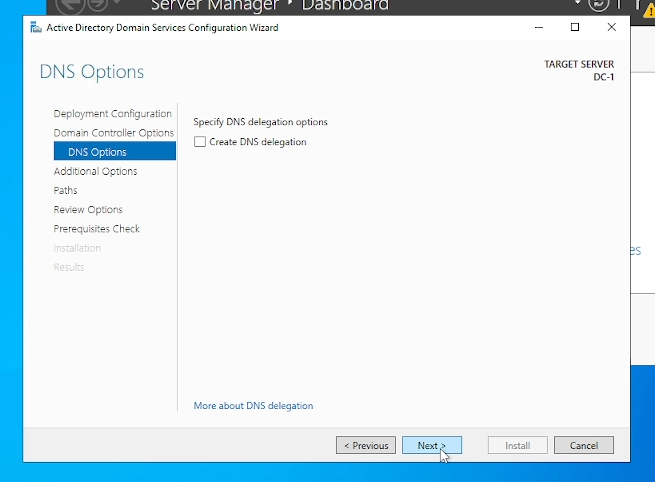 Server Manager ‣ Dashboard
Active Directory Domain Services Configuration Wizard
DNS Options
TARGET SERVER
DC-1
Deployment Configuration
Domain Controller Options
DNS Options
Additional Options
Paths
Review Options
Prerequisites Check
Installation
Results
Specify DNS delegation options
Create DNS delegation
es
More about DNS delegation
< Previous
Next >
Install
Cancel